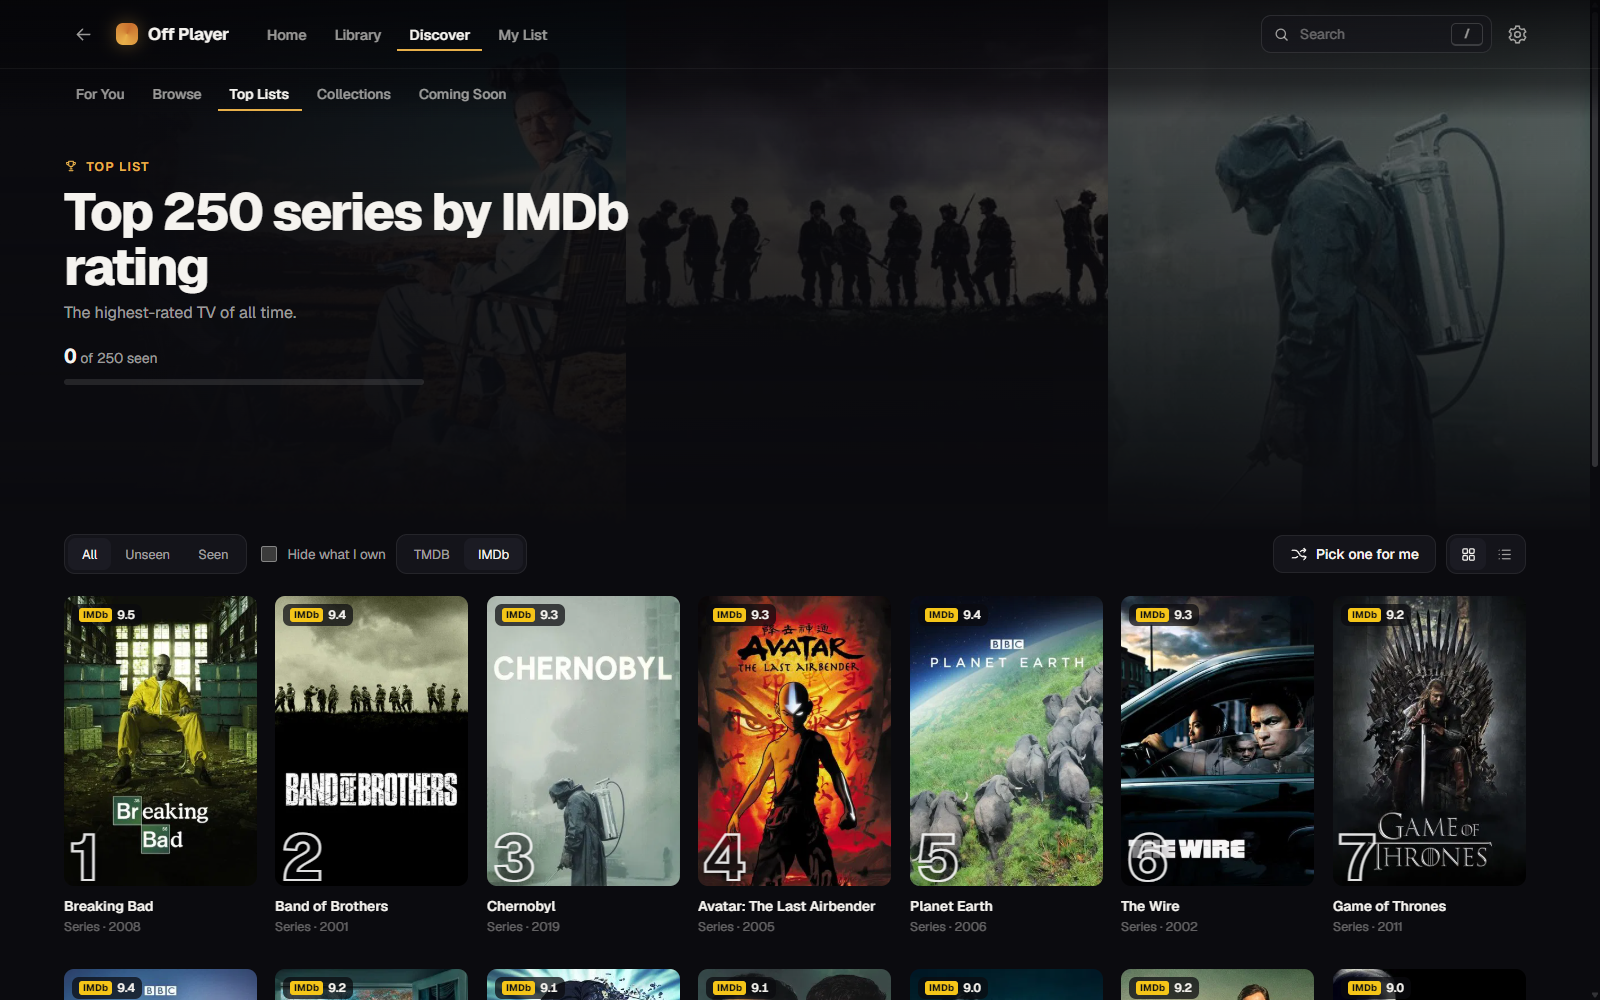 Off Player
Home
Library
Discover
My List
Search
/
For You
Browse
Top Lists
Collections
Coming Soon
TOP LIST
Top 250 series by IMDb
rating
The highest-rated TV of all time.
0 of 250 seen
All
Unseen
Seen
Hide what I own
TMDB
IMDb
Pick one for me
IMDb 9.5
Breaking
Bad
1
Breaking Bad
Series · 2008
IMDb 9.4
BAND OF BROTHERS
2
Band of Brothers
Series · 2001
IMDb 9.3
CHERNOBYL
3
Chernobyl
Series · 2019
IMDb 9.3
AVATAR
THE LAST AIRBENDER
4
Avatar: The Last Airbender
Series · 2005
IMDb 9.4
BBC
PLANET EARTH
5
Planet Earth
Series · 2006
IMDb 9.3
THE WIRE
6
The Wire
Series · 2002
IMDb 9.2
GAME OF
THRONES
7
Game of Thrones
Series · 2011
IMDb 9.4
BBC
IMDb 9.2
IMDb 9.1
IMDb 9.1
IMDb 9.0
IMDb 9.2
IMDb 9.0